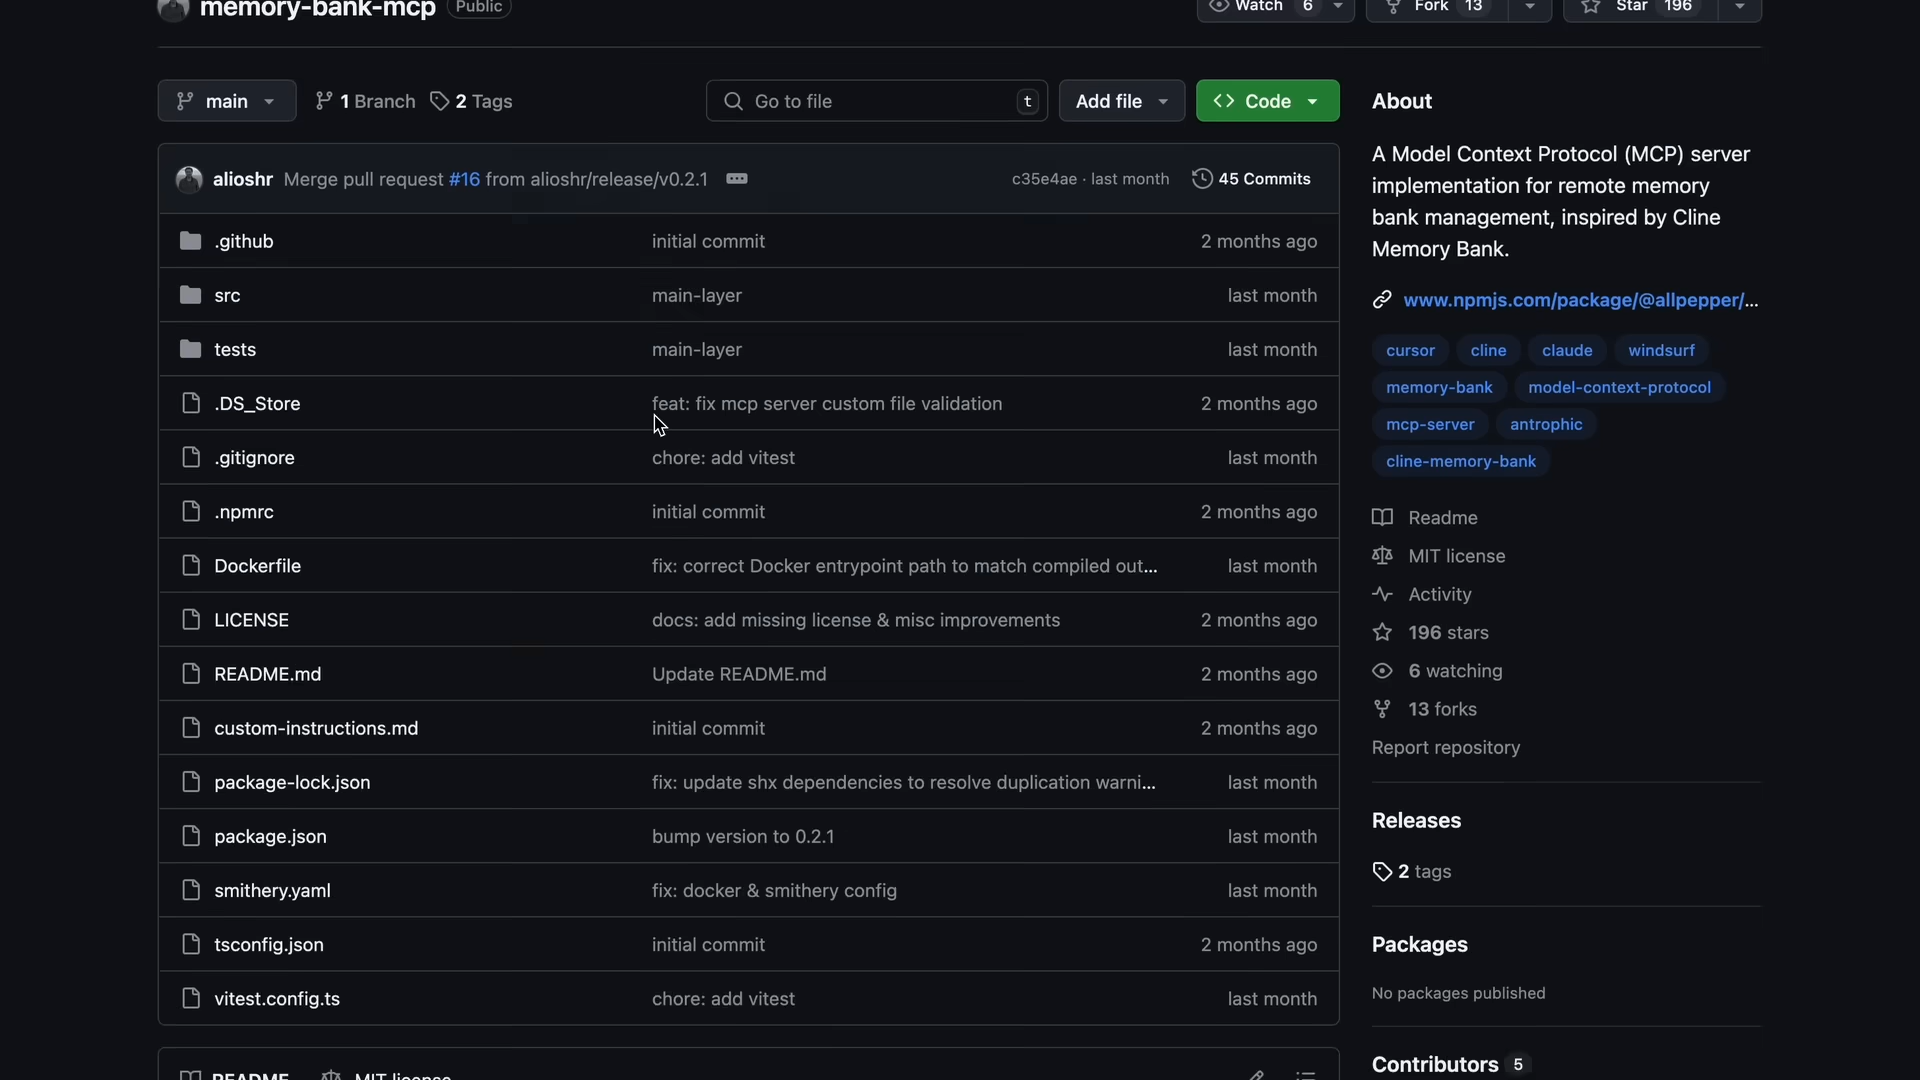 memory-bank-mcp Public Watch 6 Fork 13 Star 196
main 1 Branch 2 Tags Go to file t Add file Code
alioshr Merge pull request #16 from alioshr/release/v0.2.1 c35e4ae · last month 45 Commits
.github initial commit 2 months ago
src main-layer last month
tests main-layer last month
.DS_Store feat: fix mcp server custom file validation 2 months ago
.gitignore chore: add vitest last month
.npmrc initial commit 2 months ago
Dockerfile fix: correct Docker entrypoint path to match compiled out... last month
LICENSE docs: add missing license & misc improvements 2 months ago
README.md Update README.md 2 months ago
custom-instructions.md initial commit 2 months ago
package-lock.json fix: update shx dependencies to resolve duplication warni... last month
package.json bump version to 0.2.1 last month
smithery.yaml fix: docker & smithery config last month
tsconfig.json initial commit 2 months ago
vitest.config.ts chore: add vitest last month
README MIT license
About
A Model Context Protocol (MCP) server
implementation for remote memory
bank management, inspired by Cline
Memory Bank.
www.npmjs.com/package/@allpepper/...
cursor cline claude windsurf
memory-bank model-context-protocol
mcp-server antrophic
cline-memory-bank
Readme
MIT license
Activity
196 stars
6 watching
13 forks
Report repository
Releases
2 tags
Packages
No packages published
Contributors 5